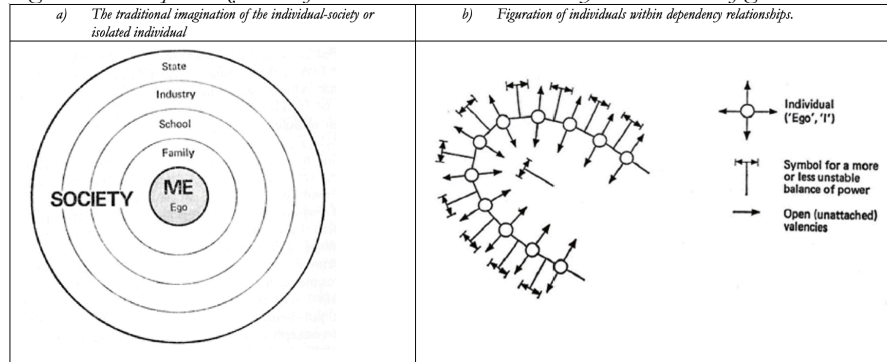 a) The traditional imagination of the individual-society or
isolated individual
b) Figuration of individuals within dependency relationships.
State
Industry
School
Family
SOCIETY
ME
Ego
Individual
('Ego', 'I')
Symbol for a more
or less unstable
balance of power
Open (unattached)
valencies